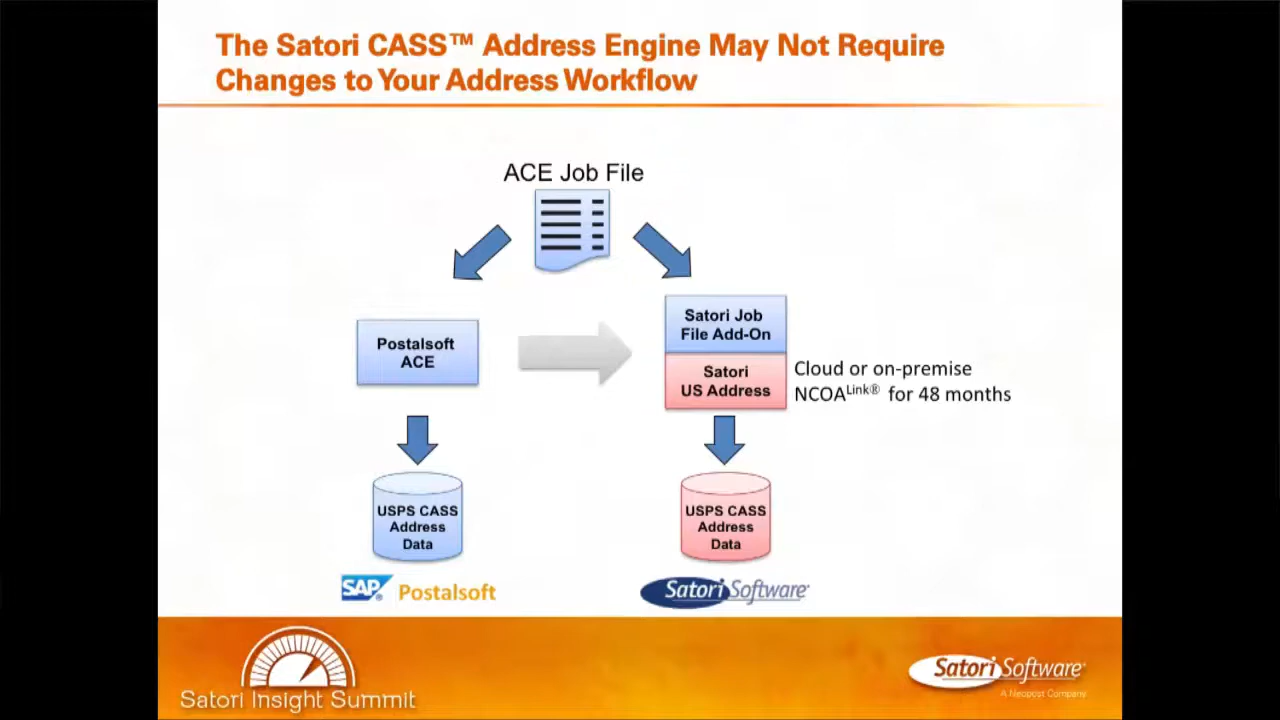 The Satori CASS™ Address Engine May Not Require
Changes to Your Address Workflow
ACE Job File
Postalsoft
ACE
Satori Job
File Add-On
Satori
US Address
Cloud or on-premise
NCOALink® for 48 months
USPS CASS
Address
Data
USPS CASS
Address
Data
SAP® Postalsoft
Satori Software®
Satori Insight Summit
Satori Software®
A Neopost Company